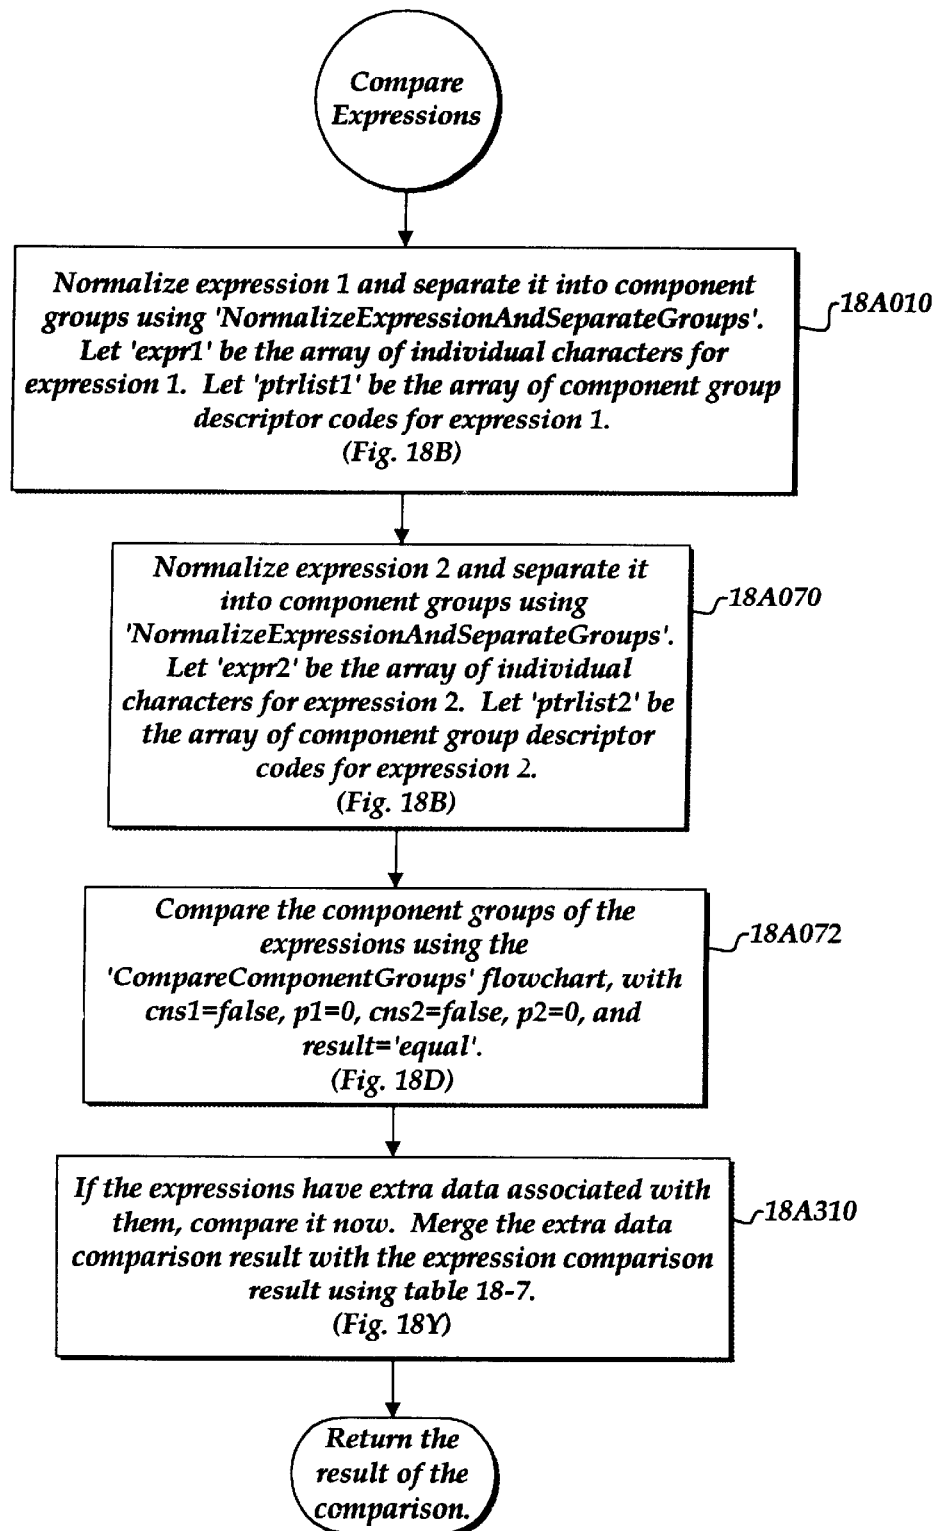 Compare
Expressions
Normalize expression 1 and separate it into component
groups using 'NormalizeExpressionAndSeparateGroups'.
Let 'expr1' be the array of individual characters for
expression 1. Let 'ptrlist1' be the array of component group
descriptor codes for expression 1.
(Fig. 18B)
18A010
Normalize expression 2 and separate it
into component groups using
'NormalizeExpressionAndSeparateGroups'.
Let 'expr2' be the array of individual
characters for expression 2. Let 'ptrlist2' be
the array of component group descriptor
codes for expression 2.
(Fig. 18B)
18A070
Compare the component groups of the
expressions using the
'CompareComponentGroups' flowchart, with
cns1=false, p1=0, cns2=false, p2=0, and
result='equal'.
(Fig. 18D)
18A072
If the expressions have extra data associated with
them, compare it now. Merge the extra data
comparison result with the expression comparison
result using table 18-7.
(Fig. 18Y)
18A310
Return the
result of the
comparison.